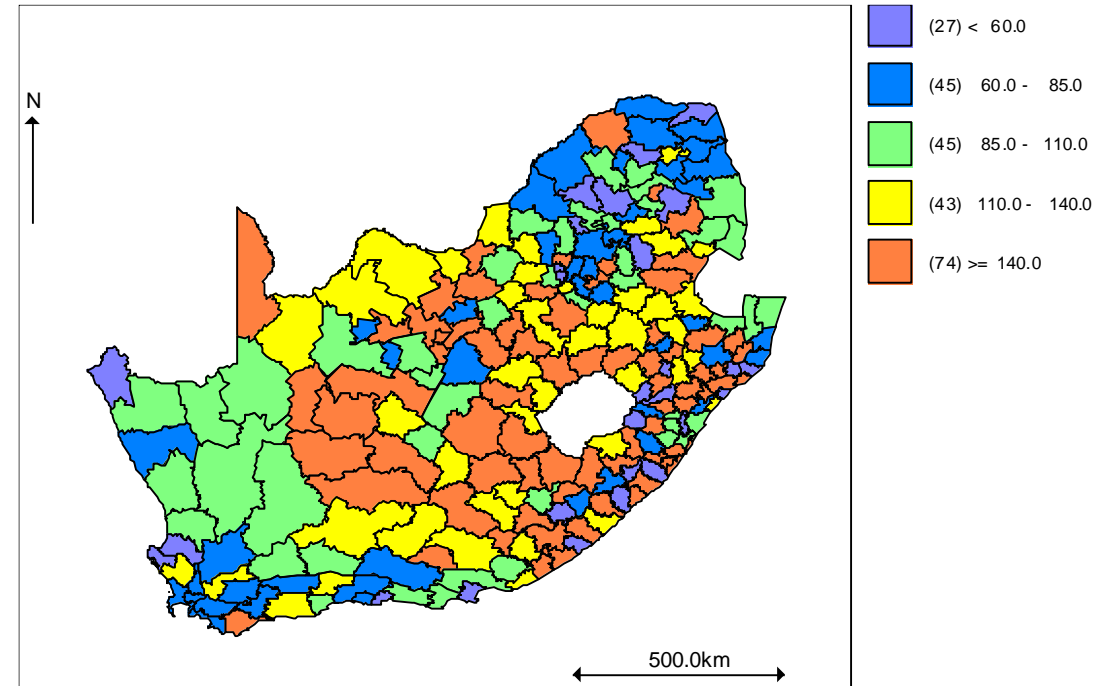 (27) < 60.0
(45) 60.0 - 85.0
(45) 85.0 - 110.0
(43) 110.0 - 140.0
(74) >= 140.0
N
500.0km